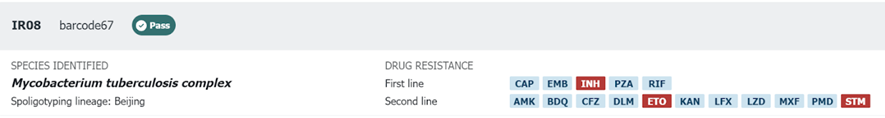 IR08 barcode67 Pass
SPECIES IDENTIFIED
Mycobacterium tuberculosis complex
Spoligotyping lineage: Beijing
DRUG RESISTANCE
First line CAP EMB INH PZA RIF
Second line AMK BDQ CFZ DLM ETO KAN LFX LZD MXF PMD STM